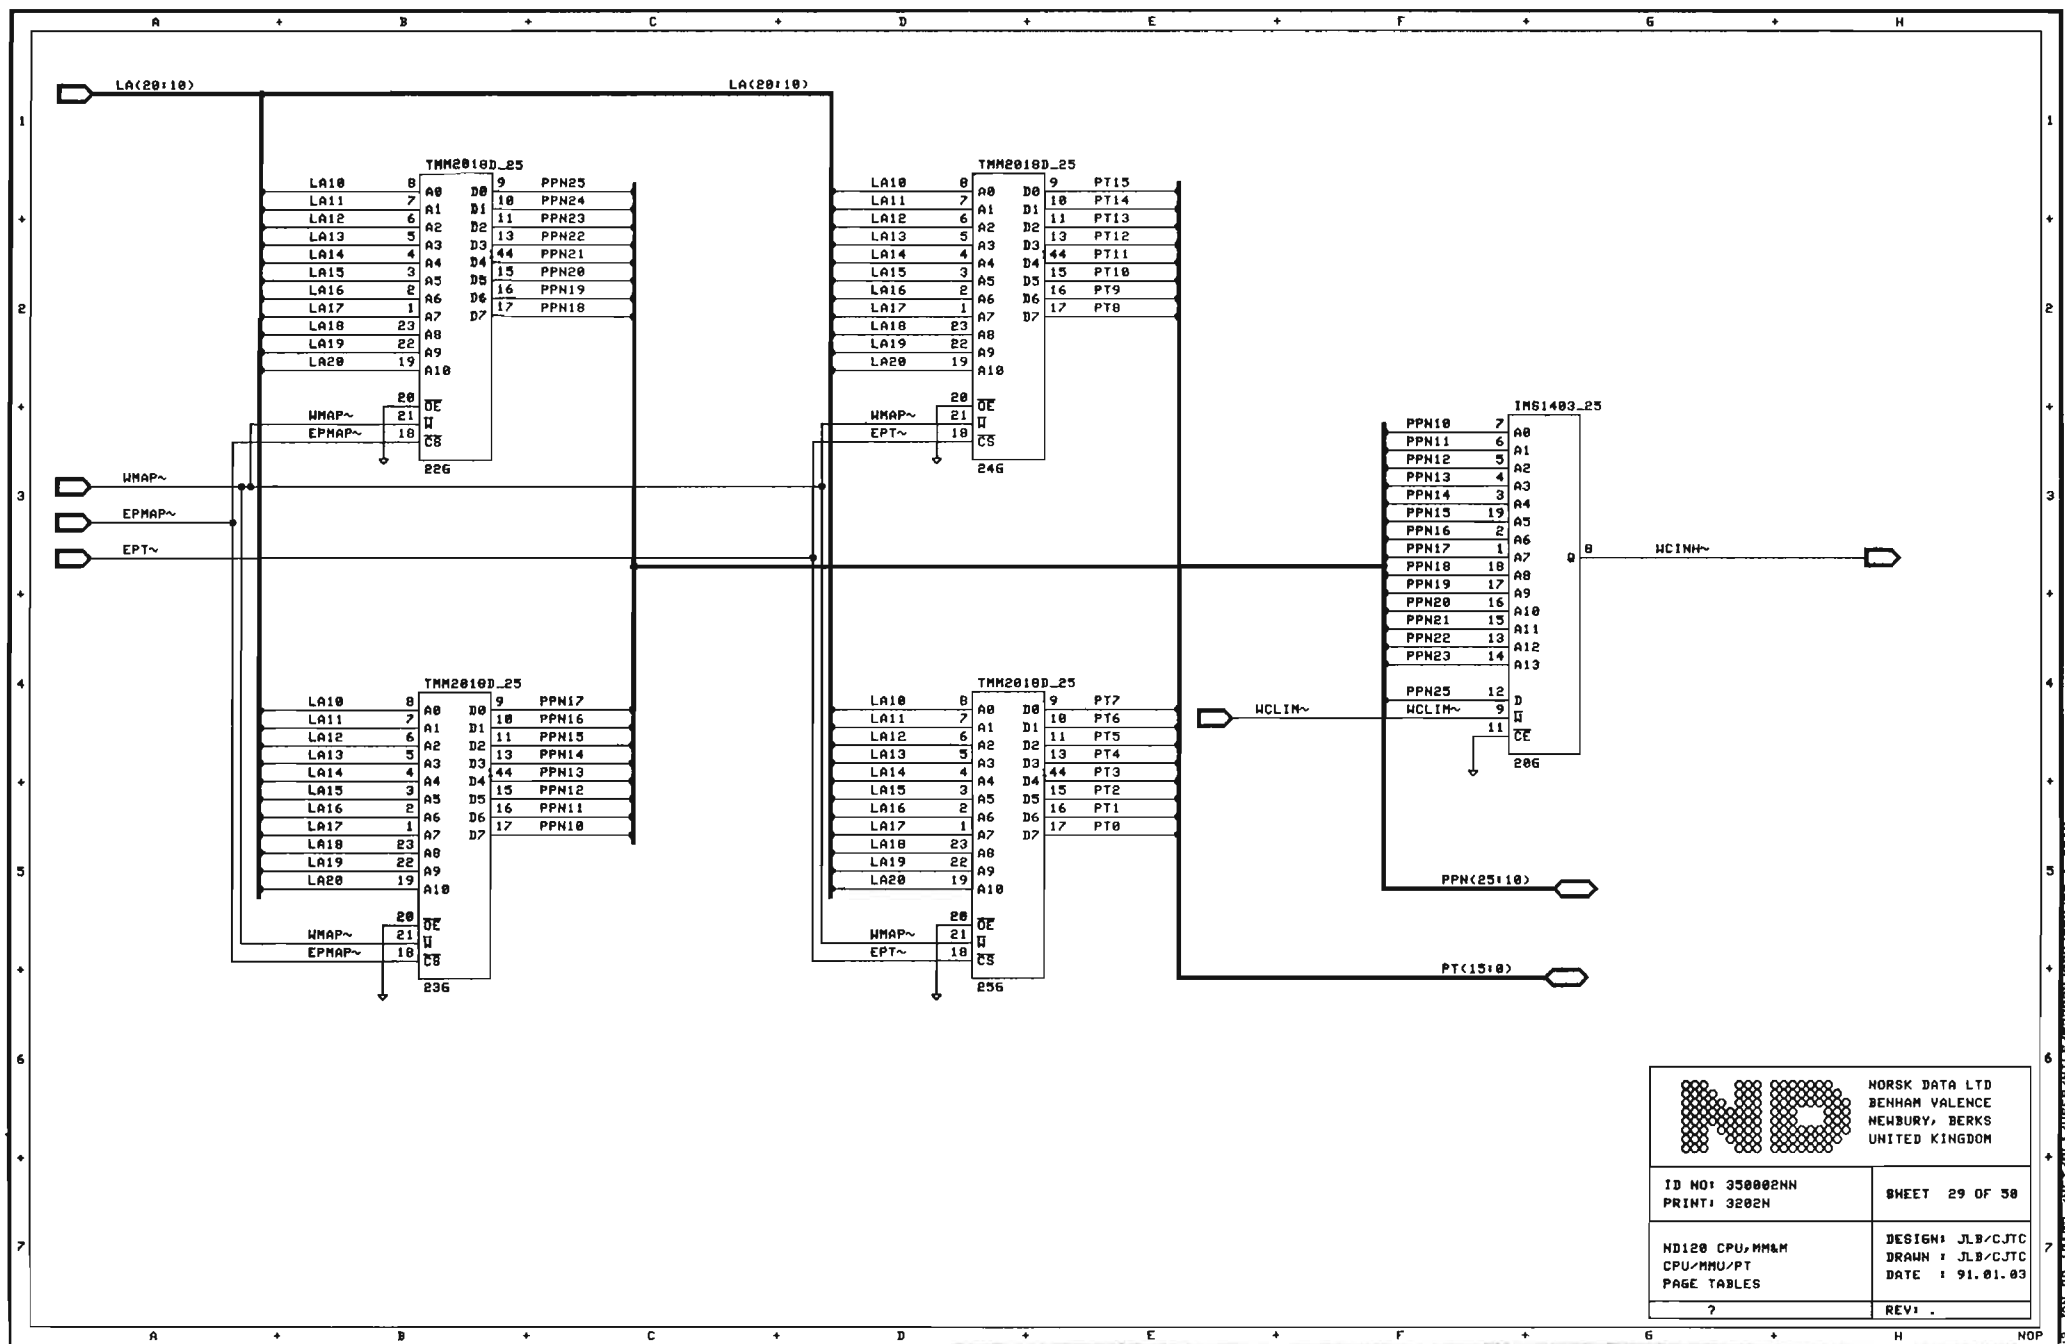 A + B + C + D + E + F + G + H
LA(20:10) LA(20:10)
1 1
TMM2018D_25 TMM2018D_25
LA10 8 A0 D0 9 PPN25 LA10 8 A0 D0 9 PT15
LA11 7 A1 D1 10 PPN24 LA11 7 A1 D1 10 PT14
LA12 6 A2 D2 11 PPN23 LA12 6 A2 D2 11 PT13
LA13 5 A3 D3 13 PPN22 LA13 5 A3 D3 13 PT12
LA14 4 A4 D4 44 PPN21 LA14 4 A4 D4 44 PT11
LA15 3 A5 D5 15 PPN20 LA15 3 A5 D5 15 PT10
LA16 2 A6 D6 16 PPN19 LA16 2 A6 D6 16 PT9
LA17 1 A7 D7 17 PPN18 LA17 1 A7 D7 17 PT8
2 2
LA18 23 A8 LA18 23 A8
LA19 22 A9 LA19 22 A9
LA20 19 A10 LA20 19 A10
20 OE 20 OE
WMAP~ 21 W WMAP~ 21 W
EPMAP~ 18 CS EPT~ 18 CS
22G 24G
IMS1403_25
PPN10 7 A0
PPN11 6 A1
PPN12 5 A2
PPN13 4 A3
PPN14 3 A4
PPN15 19 A5
PPN16 2 A6
PPN17 1 A7 Q 8 WCINH~
PPN18 18 A8
PPN19 17 A9
PPN20 16 A10
PPN21 15 A11
PPN22 13 A12
PPN23 14 A13
PPN25 12 D
WCLIM~ WCLIM~ 9 W
11 CE
20G
WMAP~
3 3
EPMAP~
EPT~
4 4
TMM2018D_25 TMM2018D_25
LA10 8 A0 D0 9 PPN17 LA10 8 A0 D0 9 PT7
LA11 7 A1 D1 10 PPN16 LA11 7 A1 D1 10 PT6
LA12 6 A2 D2 11 PPN15 LA12 6 A2 D2 11 PT5
LA13 5 A3 D3 13 PPN14 LA13 5 A3 D3 13 PT4
LA14 4 A4 D4 44 PPN13 LA14 4 A4 D4 44 PT3
LA15 3 A5 D5 15 PPN12 LA15 3 A5 D5 15 PT2
LA16 2 A6 D6 16 PPN11 LA16 2 A6 D6 16 PT1
LA17 1 A7 D7 17 PPN10 LA17 1 A7 D7 17 PT0
LA18 23 A8 LA18 23 A8
LA19 22 A9 LA19 22 A9
5 5
LA20 19 A10 LA20 19 A10
PPN(25:10)
20 OE 20 OE
WMAP~ 21 W WMAP~ 21 W
EPMAP~ 18 CS EPT~ 18 CS
PT(15:0)
23G 25G
6 6
ND
NORSK DATA LTD
BENHAM VALENCE
NEWBURY, BERKS
UNITED KINGDOM
ID NO: 350002NN
PRINT: 3202N
SHEET 29 OF 50
7 7
ND120 CPU,MM&M
CPU/MMU/PT
PAGE TABLES
DESIGN: JLB/CJTC
DRAWN : JLB/CJTC
DATE : 91.01.03
?
REV: .
A + B + C + D + E + F + G + H NOP